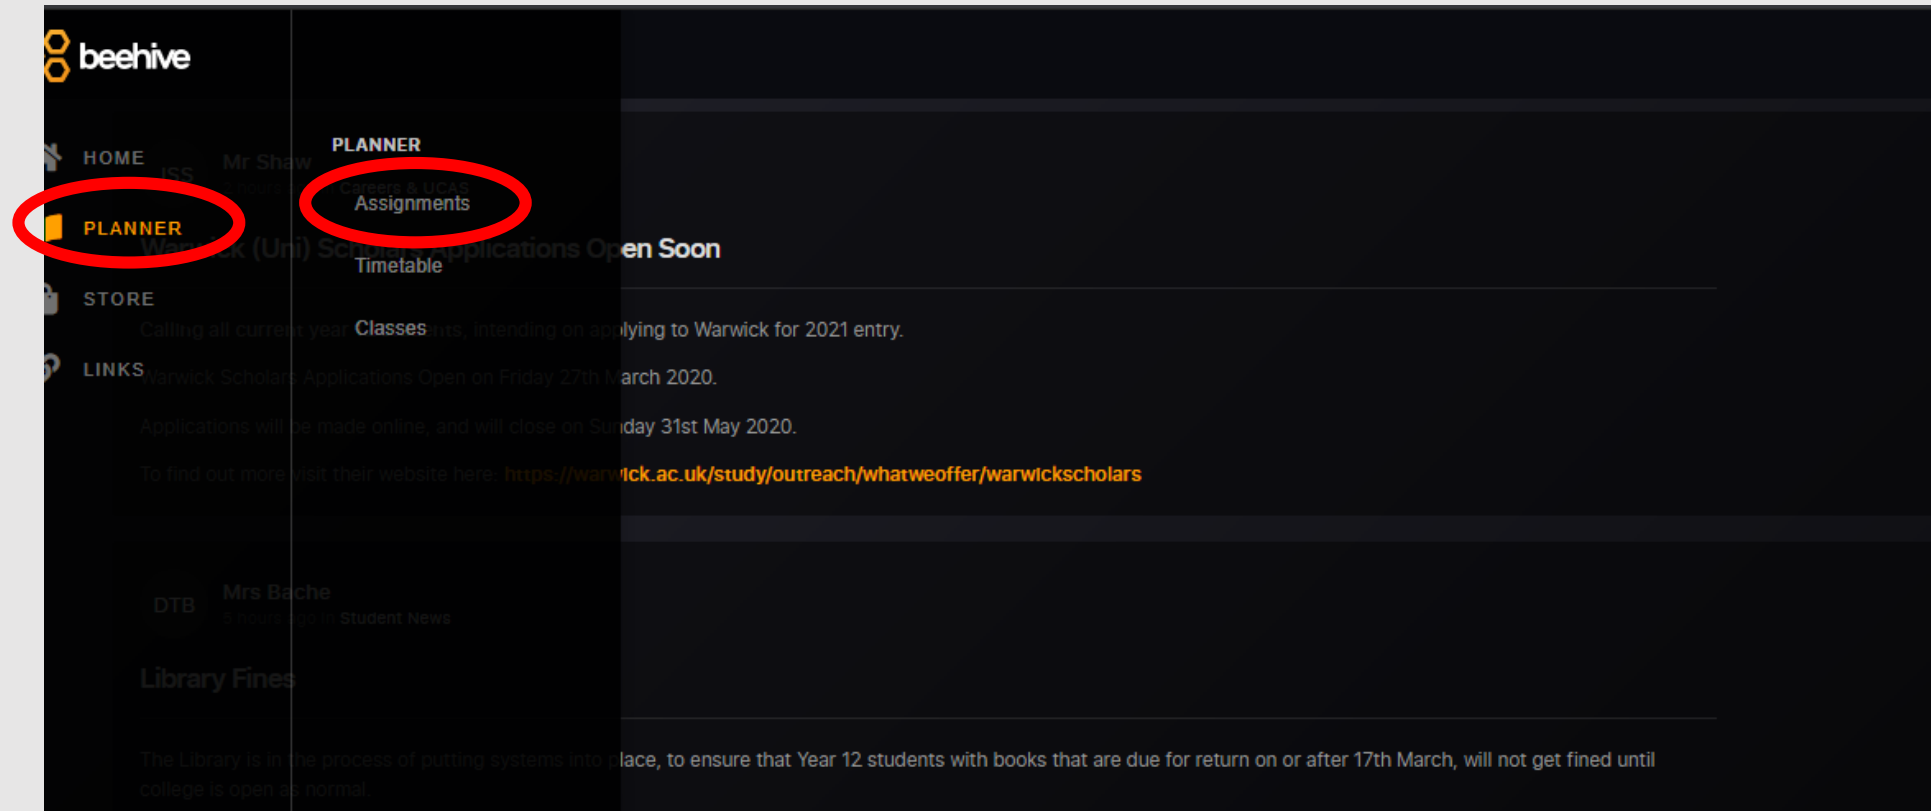 beehive
HOME
PLANNER
STORE
LINKS
PLANNER
Assignments
Timetable
Classes
JSS
Mr Shaw
hours Careers & UCAS
Warwick (Uni) Scholars Applications Open Soon
Calling all current year nts, intending on applying to Warwick for 2021 entry.
Warwick Scholars Applications Open on Friday 27th March 2020.
Applications will be made online, and will close on Sunday 31st May 2020.
To find out more visit their website here: https://warwick.ac.uk/study/outreach/whatweoffer/warwickscholars
DTB
Mrs Bache
5 hours ago in Student News
Library Fines
The Library is in the process of putting systems into place, to ensure that Year 12 students with books that are due for return on or after 17th March, will not get fined until
college is open as normal.